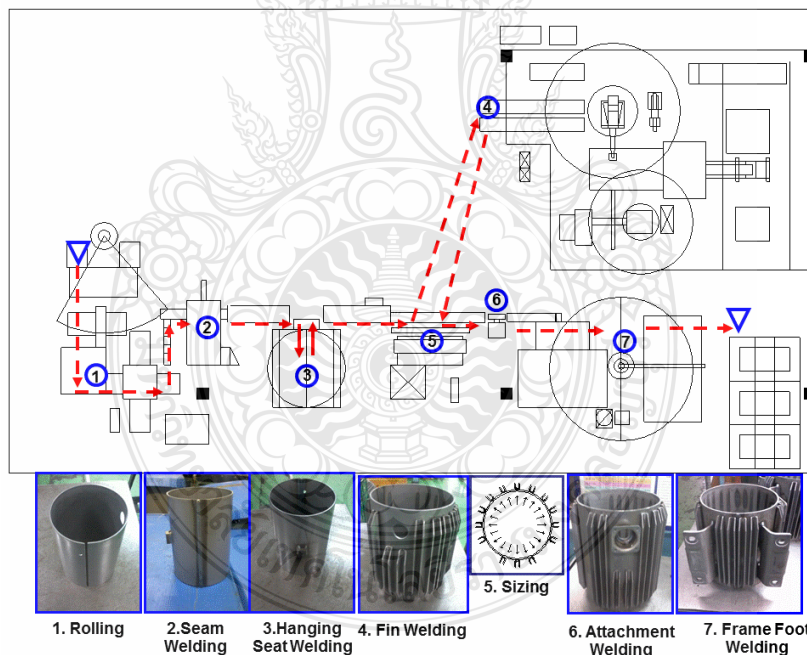 4
6
2
5
7
3
1
1. Rolling
2.Seam
Welding
3.Hanging
Seat Welding
4. Fin Welding
5. Sizing
6. Attachment
Welding
7. Frame Foot
Welding